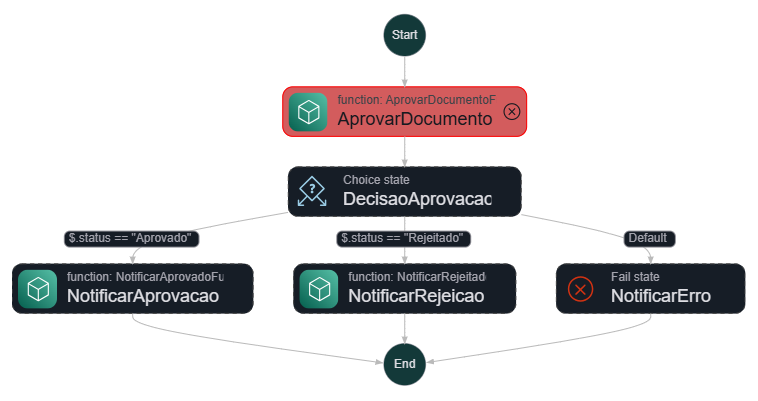 Start
function: AprovarDocumentoF
AprovarDocumento
Choice state
DecisaoAprovacao
$.status == "Aprovado"
$.status == "Rejeitado"
Default
function: NotificarAprovadoFu
NotificarAprovacao
function: NotificarRejeitado
NotificarRejeicao
Fail state
NotificarErro
End